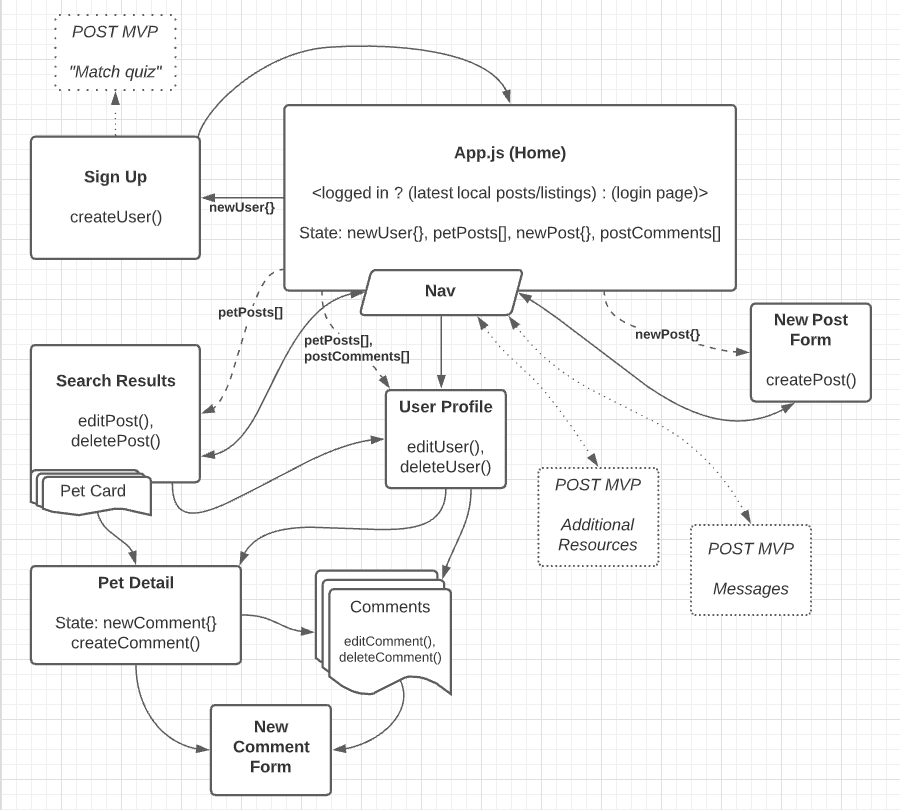 POST MVP
"Match quiz"
Sign Up
createUser()
newUser{}
App.js (Home)
<logged in ? (latest local posts/listings) : (login page)>
State: newUser{}, petPosts[], newPost{}, postComments[]
Nav
petPosts[]
petPosts[],
postComments[]
newPost{}
New Post
Form
createPost()
Search Results
editPost(),
deletePost()
Pet Card
User Profile
editUser(),
deleteUser()
POST MVP
Additional
Resources
POST MVP
Messages
Pet Detail
State: newComment{}
createComment()
Comments
editComment(),
deleteComment()
New
Comment
Form